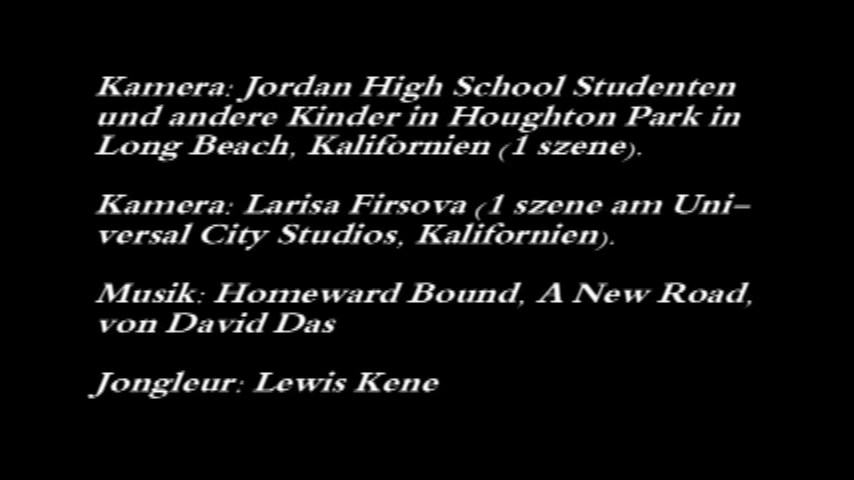 Kamera: Jordan High School Studenten
und andere Kinder in Houghton Park in
Long Beach, Kalifornien (1 szene).
Kamera: Larisa Firsova (1 szene am Uni-
versal City Studios, Kalifornien).
Musik: Homeward Bound, A New Road,
von David Das
Jongleur: Lewis Kene